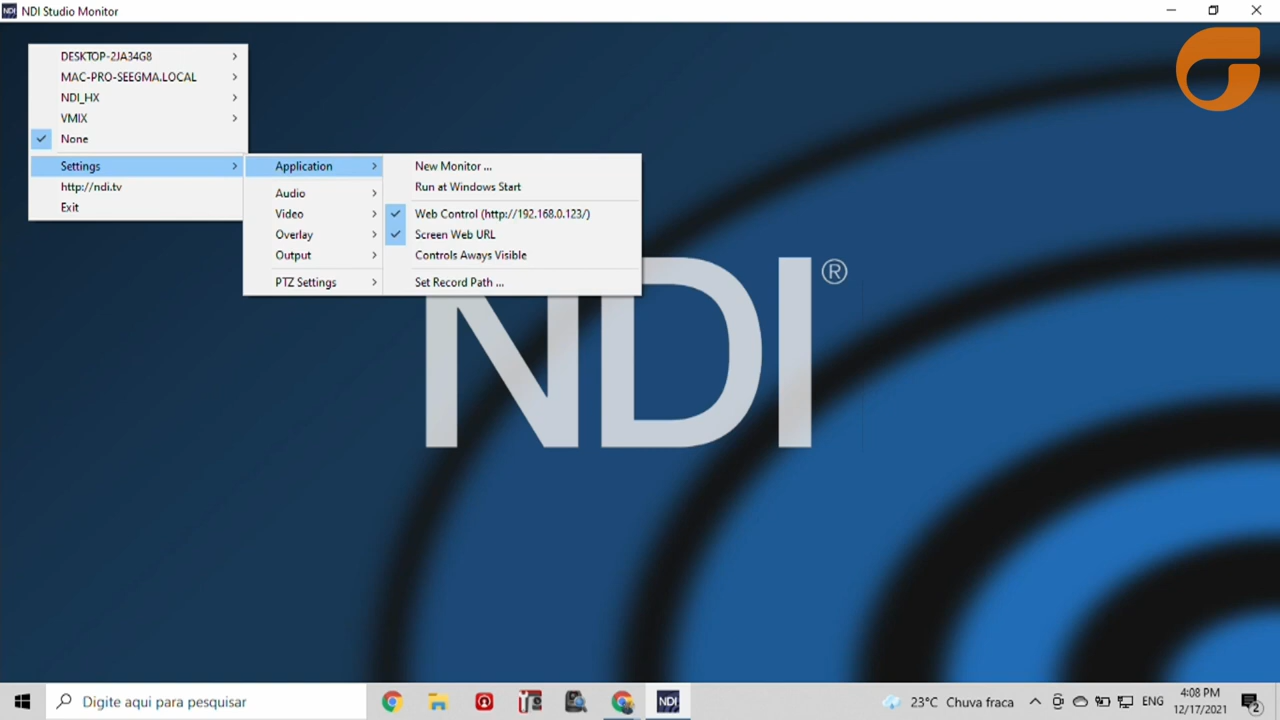 NDI Studio Monitor
DESKTOP-2JA34G8
MAC-PRO-SEEGMA.LOCAL
NDI_HX
VMIX
None
Settings
http://ndi.tv
Exit
Application
Audio
Video
Overlay
Output
PTZ Settings
New Monitor ...
Run at Windows Start
Web Control (http://192.168.0.123/)
Screen Web URL
Controls Aways Visible
Set Record Path ...
NDI®
Digite aqui para pesquisar
NDI
23°C Chuva fraca
ENG
4:08 PM
12/17/2021
2